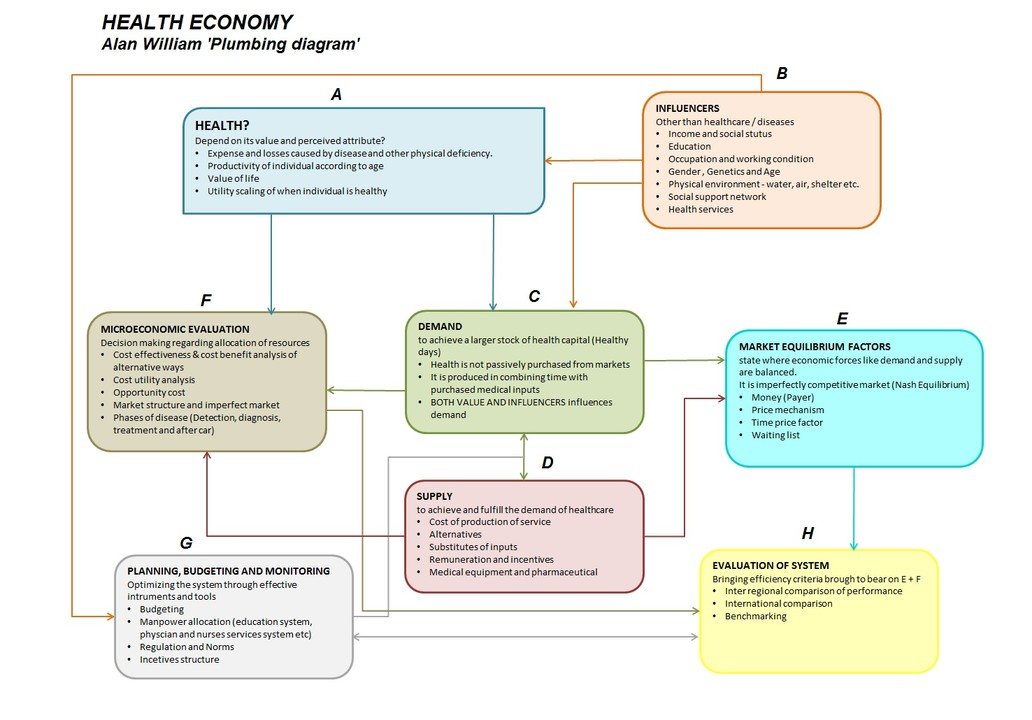 HEALTH ECONOMY
Alan William 'Plumbing diagram'
A
HEALTH?
Depend on its value and perceived attribute?
• Expense and losses caused by disease and other physical deficiency.
• Productivity of individual according to age
• Value of life
• Utility scaling of when individual is healthy
B
INFLUENCERS
Other than healthcare / diseases
• Income and social stutus
• Education
• Occupation and working condition
• Gender , Genetics and Age
• Physical environment - water, air, shelter etc.
• Social support network
• Health services
F
MICROECONOMIC EVALUATION
Decision making regarding allocation of resources
• Cost effectiveness & cost benefit analysis of
alternative ways
• Cost utility analysis
• Opportunity cost
• Market structure and imperfect market
• Phases of disease (Detection, diagnosis,
treatment and after car)
C
DEMAND
to achieve a larger stock of health capital (Healthy
days)
• Health is not passively purchased from markets
• It is produced in combining time with
purchased medical inputs
• BOTH VALUE AND INFLUENCERS influences
demand
E
MARKET EQUILIBRIUM FACTORS
state where economic forces like demand and supply
are balanced.
It is imperfectly competitive market (Nash Equilibrium)
• Money (Payer)
• Price mechanism
• Time price factor
• Waiting list
D
SUPPLY
to achieve and fulfill the demand of healthcare
• Cost of production of service
• Alternatives
• Substitutes of inputs
• Remuneration and incentives
• Medical equipment and pharmaceutical
G
PLANNING, BUDGETING AND MONITORING
Optimizing the system through effective
intruments and tools
• Budgeting
• Manpower allocation (education system,
physcian and nurses services system etc)
• Regulation and Norms
• Incetives structure
H
EVALUATION OF SYSTEM
Bringing efficiency criteria brough to bear on E + F
• Inter regional comparison of performance
• International comparison
• Benchmarking